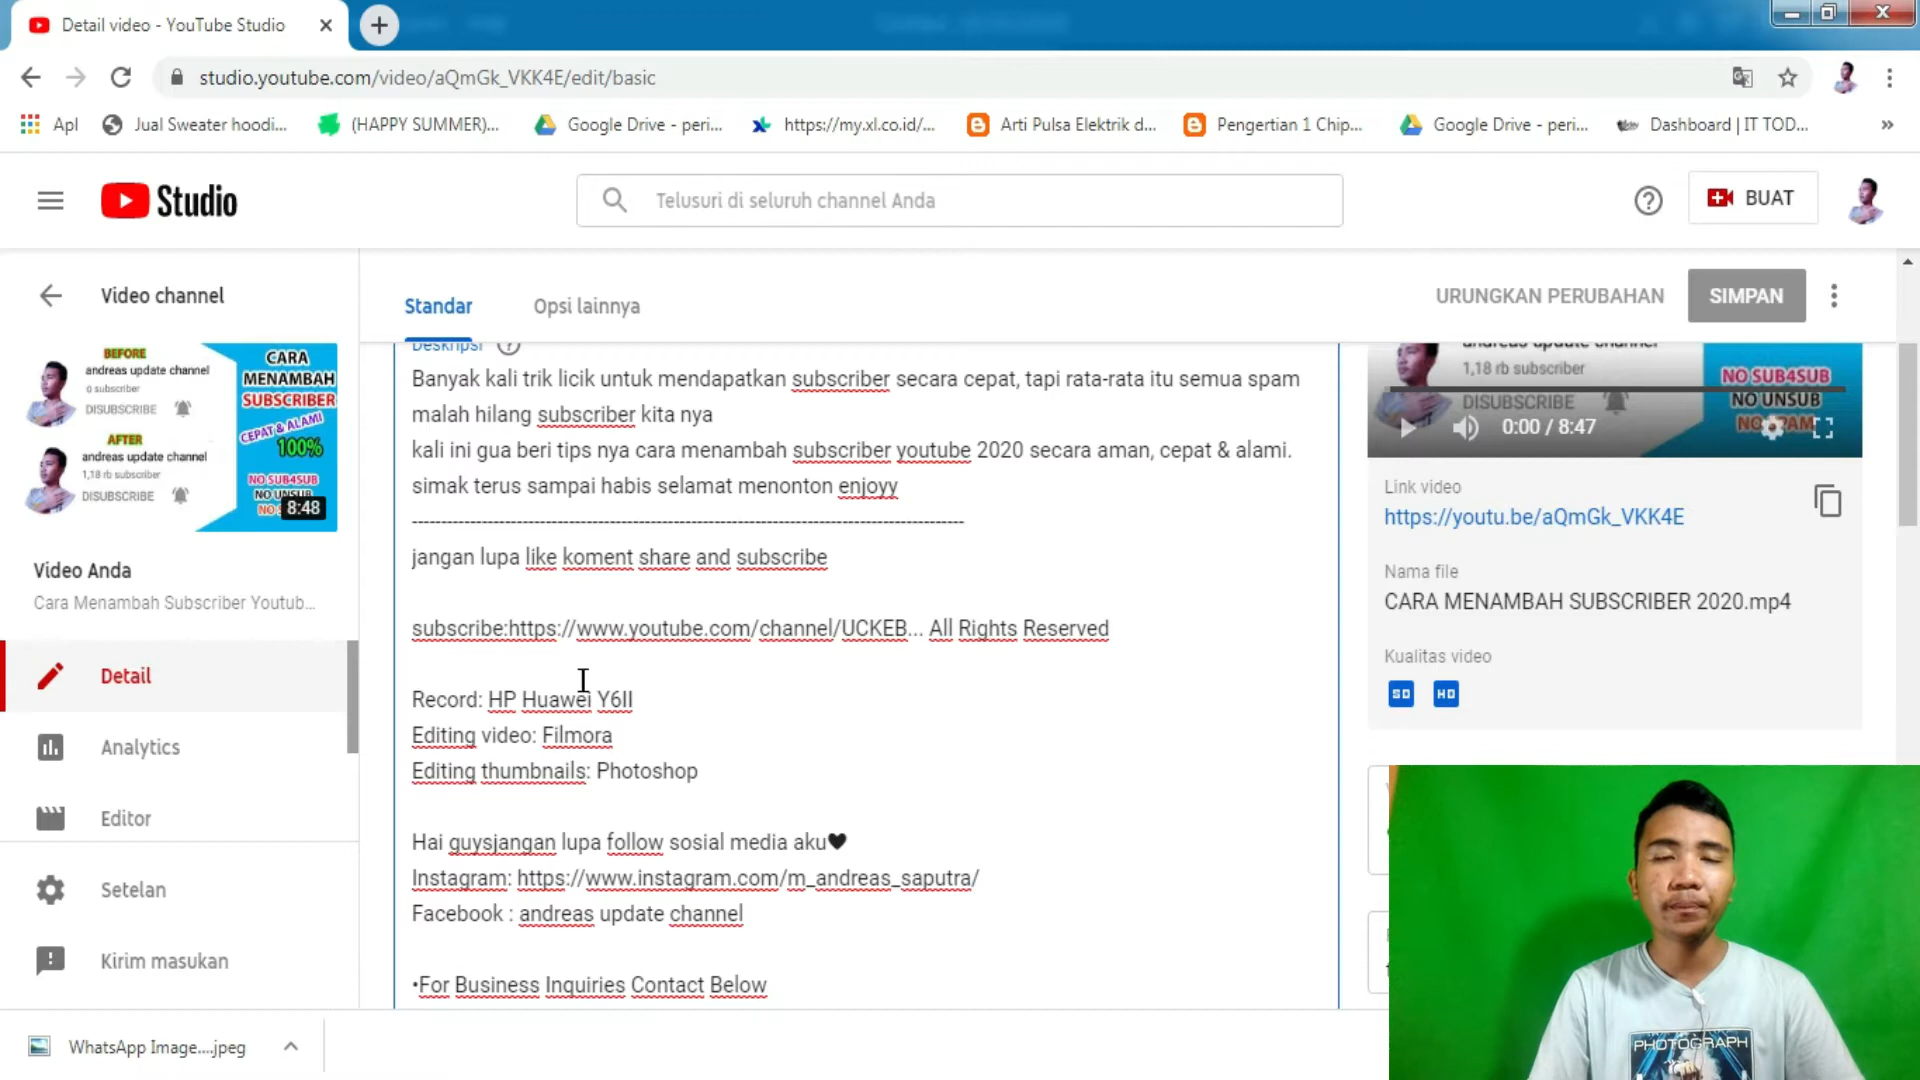 Detail video - YouTube Studio
studio.youtube.com/video/aQmGk_VKK4E/edit/basic
Apl
Jual Sweater hoodi...
(HAPPY SUMMER)...
Google Drive - peri...
https://my.xl.co.id/...
Arti Pulsa Elektrik d...
Pengertian 1 Chip...
Google Drive - peri...
Dashboard | IT TOD...
»
Studio
Telusuri di seluruh channel Anda
BUAT
Video channel
Standar
Opsi lainnya
URUNGKAN PERUBAHAN
SIMPAN
BEFORE
andreas update channel
0 subscriber
DISUBSCRIBE
AFTER
andreas update channel
1,18 rb subscriber
DISUBSCRIBE
CARA
MENAMBAH
SUBSCRIBER
CEPAT & ALAMI
100%
NO SUB4SUB
NO UNSUB
8:48
Video Anda
Cara Menambah Subscriber Youtub...
Detail
Analytics
Editor
Setelan
Kirim masukan
Deskripsi
Banyak kali trik licik untuk mendapatkan subscriber secara cepat, tapi rata-rata itu semua spam
malah hilang subscriber kita nya
kali ini gua beri tips nya cara menambah subscriber youtube 2020 secara aman, cepat & alami.
simak terus sampai habis selamat menonton enjoyy
-----------------------------------------------------------------------------------------------
jangan lupa like koment share and subscribe
subscribe:https://www.youtube.com/channel/UCKEB... All Rights Reserved
Record: HP Huawei Y6II
Editing video: Filmora
Editing thumbnails: Photoshop
Hai guysjangan lupa follow sosial media aku♥
Instagram: https://www.instagram.com/m_andreas_saputra/
Facebook : andreas update channel
•For Business Inquiries Contact Below
andreas update channel
1,18 rb subscriber
DISUBSCRIBE
NO SUB4SUB
NO UNSUB
0:00 / 8:47
Link video
https://youtu.be/aQmGk_VKK4E
Nama file
CARA MENAMBAH SUBSCRIBER 2020.mp4
Kualitas video
SD
HD
PHOTOGRAPH
WhatsApp Image....jpeg